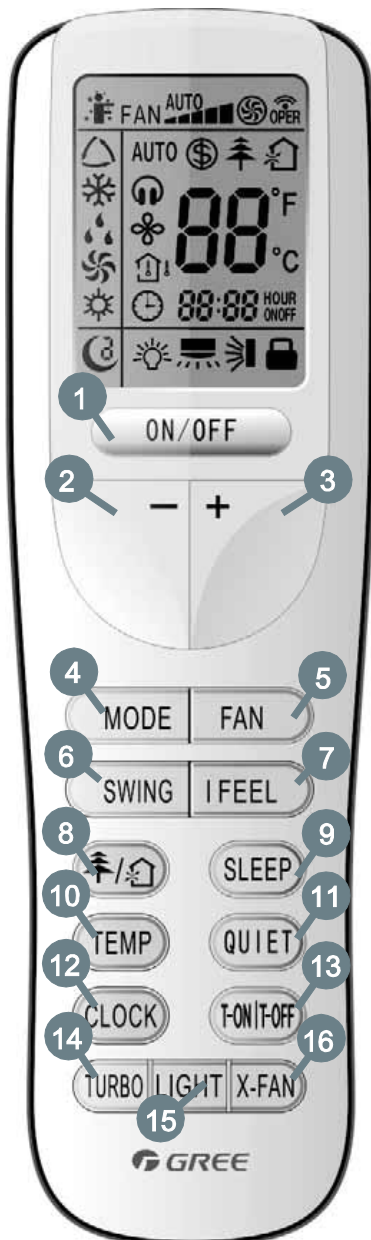 FAN AUTO OPER
AUTO
88 °F
°C
88:88 HOUR
ON OFF
1
ON/OFF
2 − + 3
4 5
MODE FAN
6 7
SWING I FEEL
8 9
/ SLEEP
10 11
TEMP QUIET
12 13
CLOCK T-ON|T-OFF
14 16
TURBO LIGHT X-FAN
15
GREE